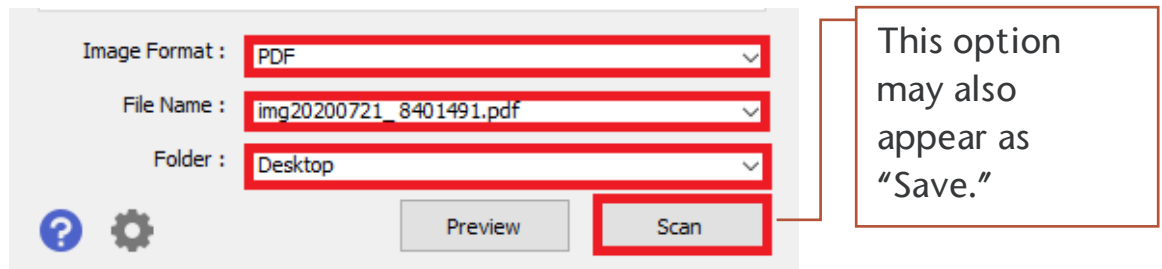 Image Format :
PDF
File Name :
img20200721_8401491.pdf
Folder :
Desktop
?
Preview
Scan
This option
may also
appear as
“Save.”